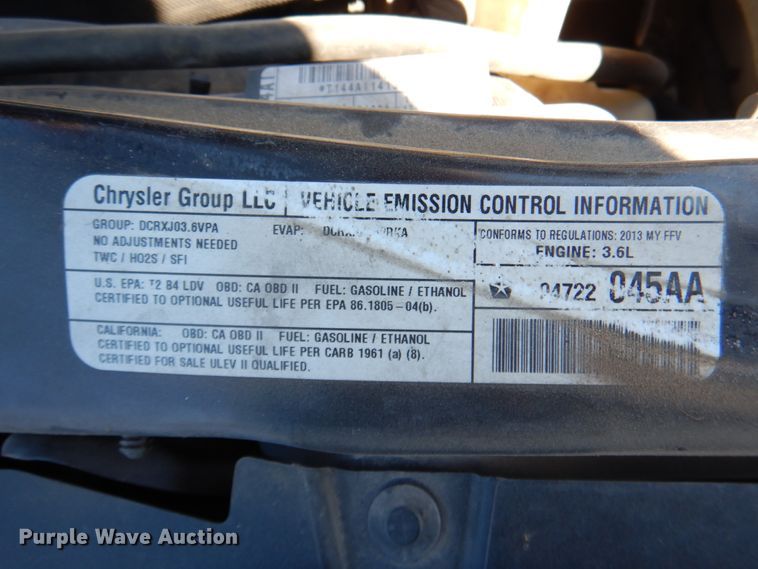 *T144A1141
Chrysler Group LLC
VEHICLE EMISSION CONTROL INFORMATION
GROUP: DCRXJ03.6VPA EVAP:
NO ADJUSTMENTS NEEDED
TWC / HO2S / SFI
CONFORMS TO REGULATIONS: 2013 MY FFV
ENGINE: 3.6L
U.S. EPA: T2 B4 LDV OBD: CA OBD II FUEL: GASOLINE / ETHANOL
CERTIFIED TO OPTIONAL USEFUL LIFE PER EPA 86.1805-04(b).
04722 045AA
CALIFORNIA: OBD: CA OBD II FUEL: GASOLINE / ETHANOL
CERTIFIED TO OPTIONAL USEFUL LIFE PER CARB 1961 (a) (8).
CERTIFIED FOR SALE ULEV II QUALIFIED.
Purple Wave Auction